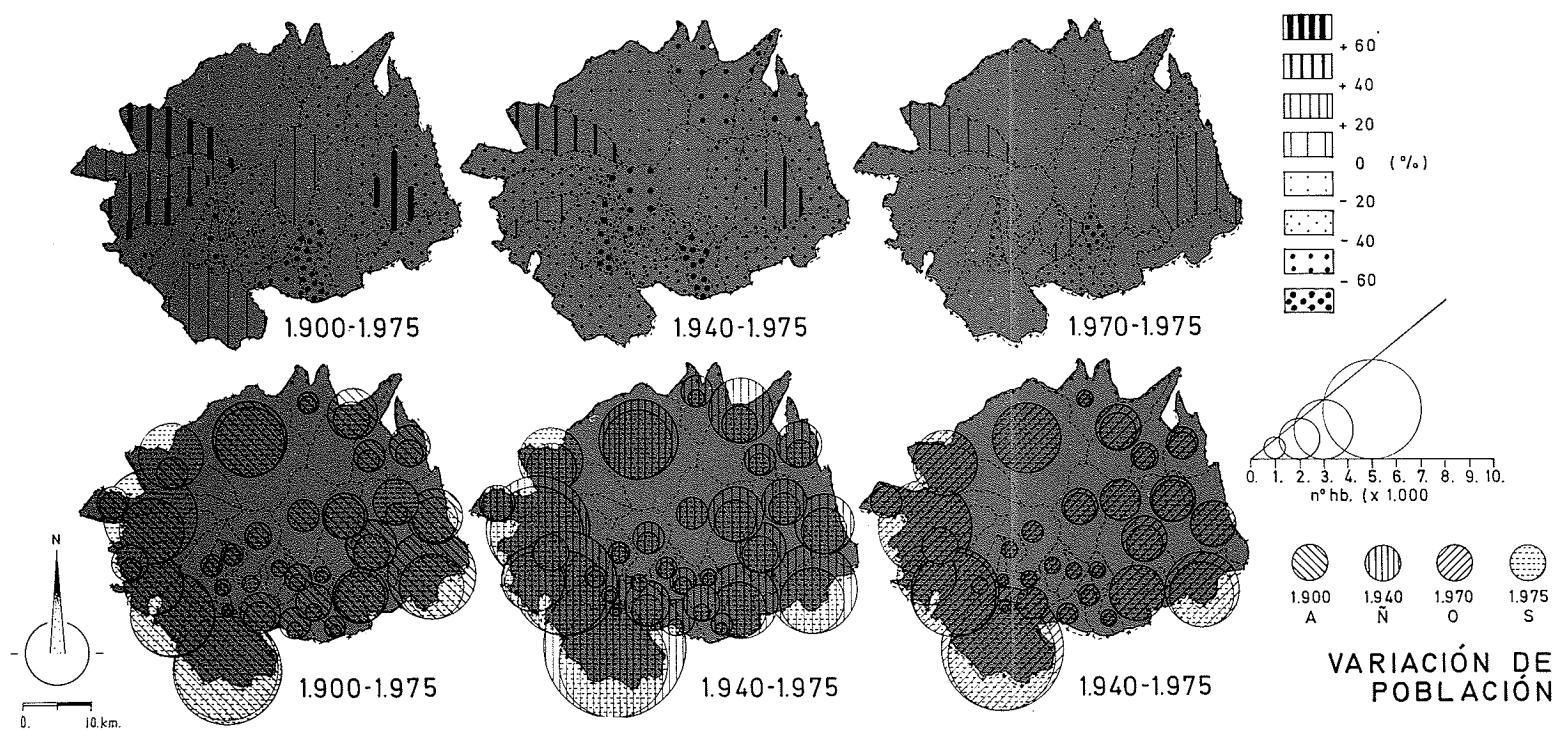 + 60
+ 40
+ 20
0 (%)
- 20
- 40
- 60
1.900-1.975
1.940-1.975
1.970-1.975
0. 1. 2. 3. 4. 5. 6. 7. 8. 9. 10.
nº hb. (x 1.000
1.900 1.940 1.970 1.975
A Ñ O S
N
0. 10.km.
1.900-1.975
1.940-1.975
1.940-1.975
VARIACIÓN DE
POBLACIÓN